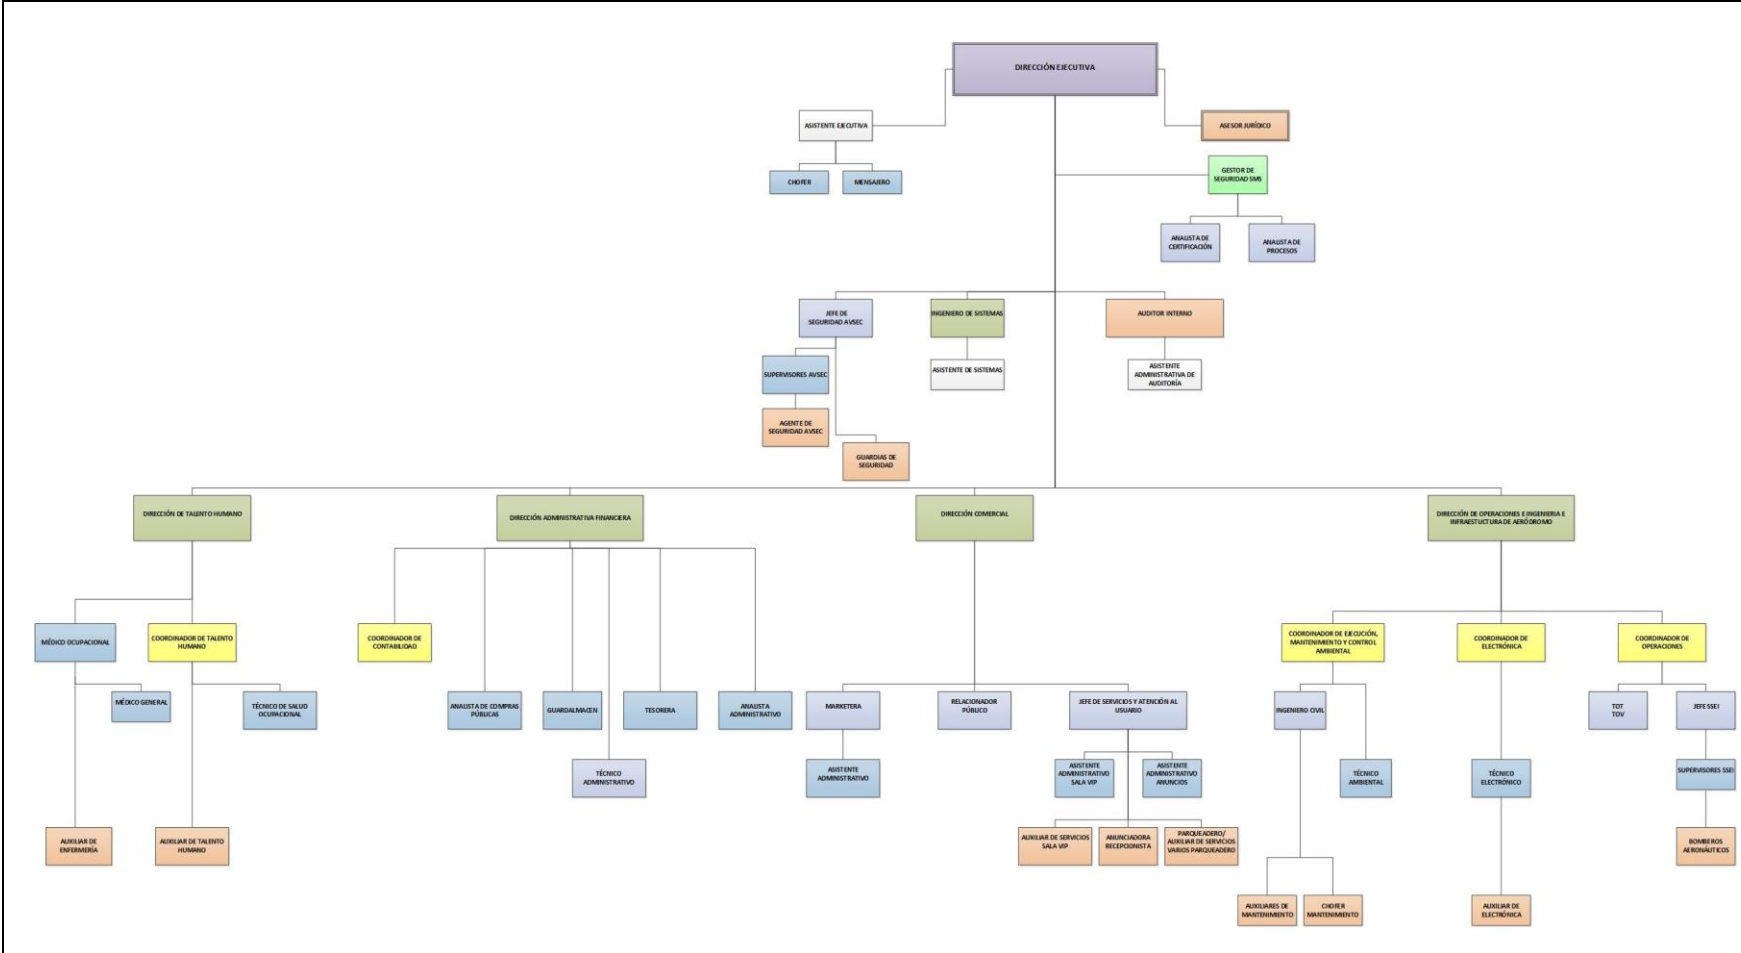 DIRECCIÓN EJECUTIVA
ASISTENTE EJECUTIVA
ASESOR JURÍDICO
CHOFER
MENSAJERO
GESTOR DE
SEGURIDAD SMS
ANALISTA DE
CERTIFICACIÓN
ANALISTA DE
PROCESOS
JEFE DE
SEGURIDAD AVSEC
INGENIERO DE SISTEMAS
AUDITOR INTERNO
SUPERVISORES AVSEC
ASISTENTE DE SISTEMAS
ASISTENTE
ADMINISTRATIVA DE
AUDITORÍA
AGENTE DE
SEGURIDAD AVSEC
GUARDIAS DE
SEGURIDAD
DIRECCIÓN DE TALENTO HUMANO
DIRECCIÓN ADMINISTRATIVA FINANCIERA
DIRECCIÓN COMERCIAL
DIRECCIÓN DE OPERACIONES E INGENIERIA E
INFRAESTUCTURA DE AERÓDROMO
MÉDICO OCUPACIONAL
COORDINADOR DE TALENTO
HUMANO
COORDINADOR DE
CONTABILIDAD
COORDINADOR DE EJECUCIÓN,
MANTENIMIENTO Y CONTROL
AMBIENTAL
COORDINADOR DE
ELECTRÓNICA
COORDINADOR DE
OPERACIONES
MÉDICO GENERAL
TÉCNICO DE SALUD
OCUPACIONAL
ANALISTA DE COMPRAS
PÚBLICAS
GUARDALMACEN
TESORERA
ANALISTA
ADMINISTRATIVO
MARKETERA
RELACIONADOR
PÚBLICO
JEFE DE SERVICIOS Y ATENCIÓN AL
USUARIO
INGENIERO CIVIL
TOT
TOV
JEFE SSEI
TÉCNICO
ADMINISTRATIVO
ASISTENTE
ADMINISTRATIVO
ASISTENTE
ADMINISTRATIVO
SALA VIP
ASISTENTE
ADMINISTRATIVO
ANUNCIOS
TÉCNICO
AMBIENTAL
TÉCNICO
ELECTRÓNICO
SUPERVISORES SSEI
AUXILIAR DE
ENFERMERÍA
AUXILIAR DE TALENTO
HUMANO
AUXILIAR DE SERVICIOS
SALA VIP
ANUNCIADORA
RECEPCIONISTA
PARQUEADERO/
AUXILIAR DE SERVICIOS
VARIOS PARQUEADERO
BOMBEROS
AERONÁUTICOS
AUXILIARES DE
MANTENIMIENTO
CHOFER
MANTENIMIENTO
AUXILIAR DE
ELECTRÓNICA